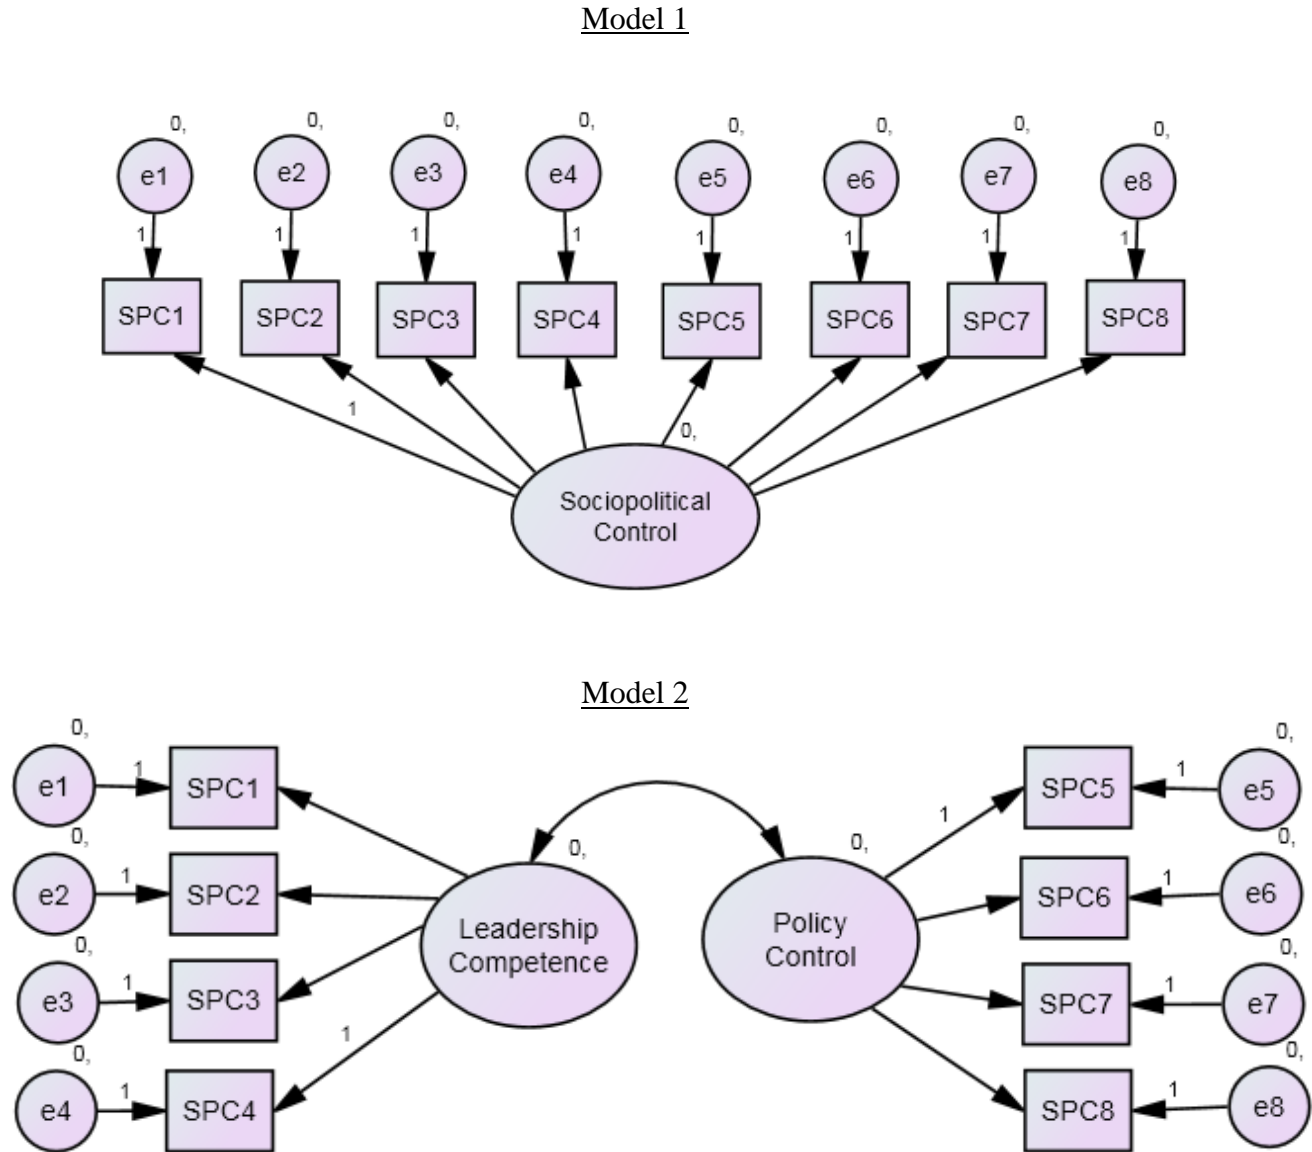 Model 1
0, 0, 0, 0, 0, 0, 0, 0,
e1 e2 e3 e4 e5 e6 e7 e8
1 1 1 1 1 1 1 1
SPC1 SPC2 SPC3 SPC4 SPC5 SPC6 SPC7 SPC8
1
0,
Sociopolitical
Control
Model 2
0, 0,
e1 1 SPC1 SPC5 1 e5
1
0, 0, 0, 0,
e2 1 SPC2 SPC6 1 e6
Leadership Policy
Competence Control
0, 0,
e3 1 SPC3 SPC7 1 e7
1
0, 0,
e4 1 SPC4 SPC8 1 e8